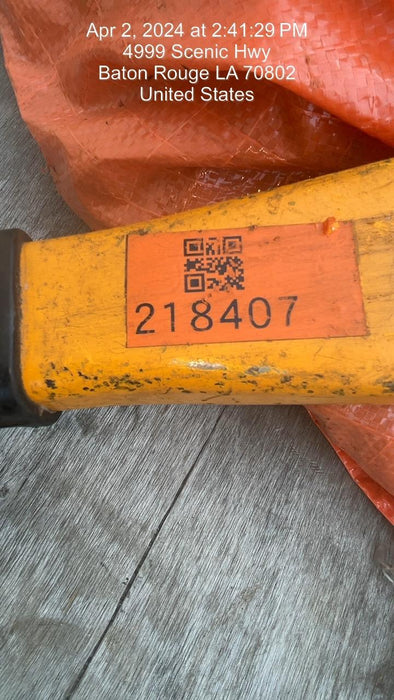 Apr 2, 2024 at 2:41:29 PM
4999 Scenic Hwy
Baton Rouge LA 70802
United States
218407